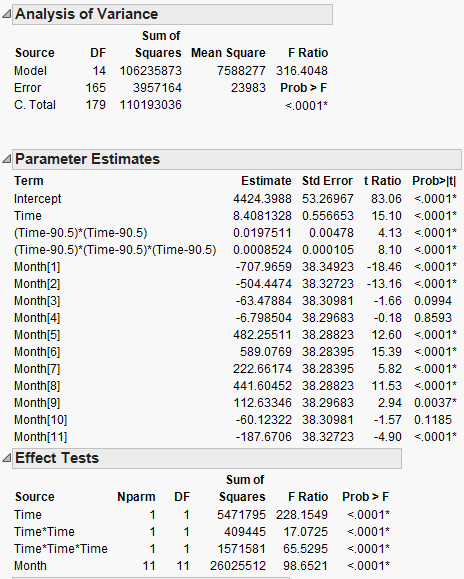 Analysis of Variance
Sum of
Source DF Squares Mean Square F Ratio
Model 14 106235873 7588277 316.4048
Error 165 3957164 23983 Prob > F
C. Total 179 110193036 <.0001*
Parameter Estimates
Term Estimate Std Error t Ratio Prob>|t|
Intercept 4424.3988 53.26967 83.06 <.0001*
Time 8.4081328 0.556653 15.10 <.0001*
(Time-90.5)*(Time-90.5) 0.0197511 0.00478 4.13 <.0001*
(Time-90.5)*(Time-90.5)*(Time-90.5) 0.0008524 0.000105 8.10 <.0001*
Month[1] -707.9659 38.34923 -18.46 <.0001*
Month[2] -504.4474 38.32723 -13.16 <.0001*
Month[3] -63.47884 38.30981 -1.66 0.0994
Month[4] -6.798504 38.29683 -0.18 0.8593
Month[5] 482.25511 38.28823 12.60 <.0001*
Month[6] 589.0769 38.28395 15.39 <.0001*
Month[7] 222.66174 38.28395 5.82 <.0001*
Month[8] 441.60452 38.28823 11.53 <.0001*
Month[9] 112.63346 38.29683 2.94 0.0037*
Month[10] -60.12322 38.30981 -1.57 0.1185
Month[11] -187.6706 38.32723 -4.90 <.0001*
Effect Tests
Sum of
Source Nparm DF Squares F Ratio Prob > F
Time 1 1 5471795 228.1549 <.0001*
Time*Time 1 1 409445 17.0725 <.0001*
Time*Time*Time 1 1 1571581 65.5295 <.0001*
Month 11 11 26025512 98.6521 <.0001*